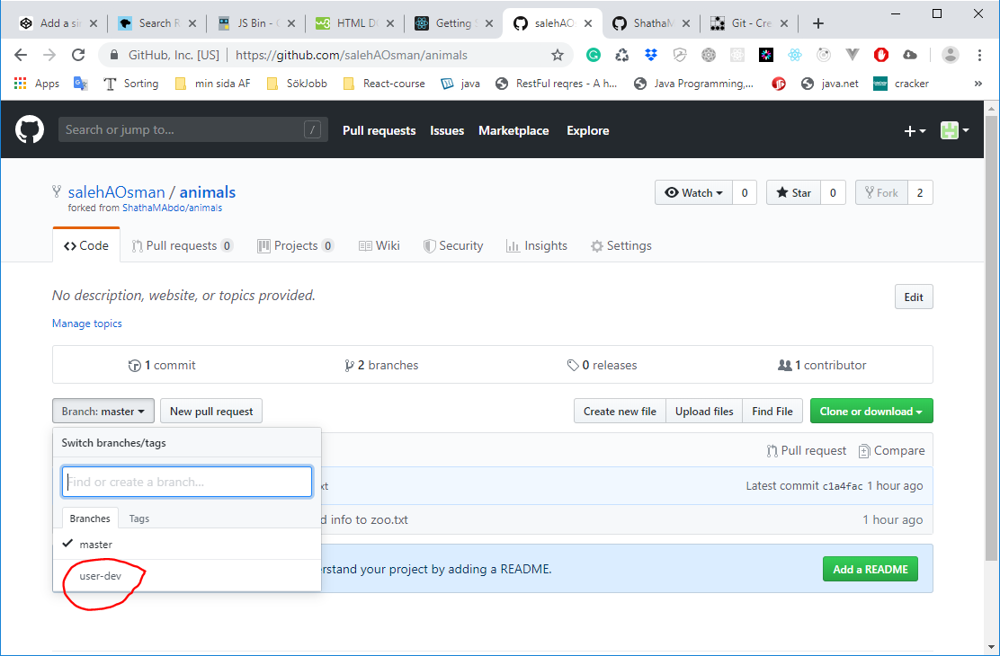 Add a sin
Search R
JS Bin - C
HTML D
Getting S
salehAOs
ShathaM
Git - Cre
GitHub, Inc. [US] | https://github.com/salehAOsman/animals
Apps
Sorting
min sida AF
SökJobb
React-course
java
RestFul reqres - A h...
Java Programming,...
java.net
cracker
»
Search or jump to...
/
Pull requests
Issues
Marketplace
Explore
salehAOsman / animals
Watch 0
Star 0
Fork 2
forked from ShathaMAbdo/animals
Code
Pull requests 0
Projects 0
Wiki
Security
Insights
Settings
No description, website, or topics provided.
Edit
Manage topics
1 commit
2 branches
0 releases
1 contributor
Branch: master
New pull request
Create new file
Upload files
Find File
Clone or download
Switch branches/tags
Pull request
Compare
Find or create a branch...
xt
Latest commit c1a4fac 1 hour ago
Branches
Tags
d info to zoo.txt
1 hour ago
master
user-dev
erstand your project by adding a README.
Add a README